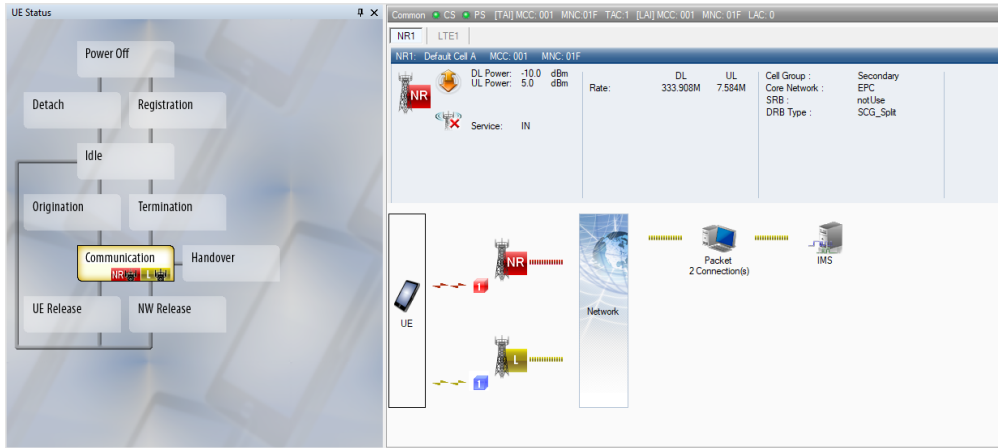 UE Status
Power Off
Detach
Registration
Idle
Origination
Termination
Communication
NR L
Handover
UE Release
NW Release
Common CS PS [TAI] MCC: 001 MNC:01F TAC:1 [LAI] MCC: 001 MNC: 01F LAC: 0
NR1 LTE1
NR1: Default Cell A MCC: 001 MNC: 01F
NR
DL Power: -10.0 dBm
UL Power: 5.0 dBm
Service: IN
DL UL
Rate: 333.908M 7.584M
Cell Group : Secondary
Core Network : EPC
SRB : notUse
DRB Type : SCG_Split
UE
NR
1
L
1
Network
Packet
2 Connection(s)
IMS